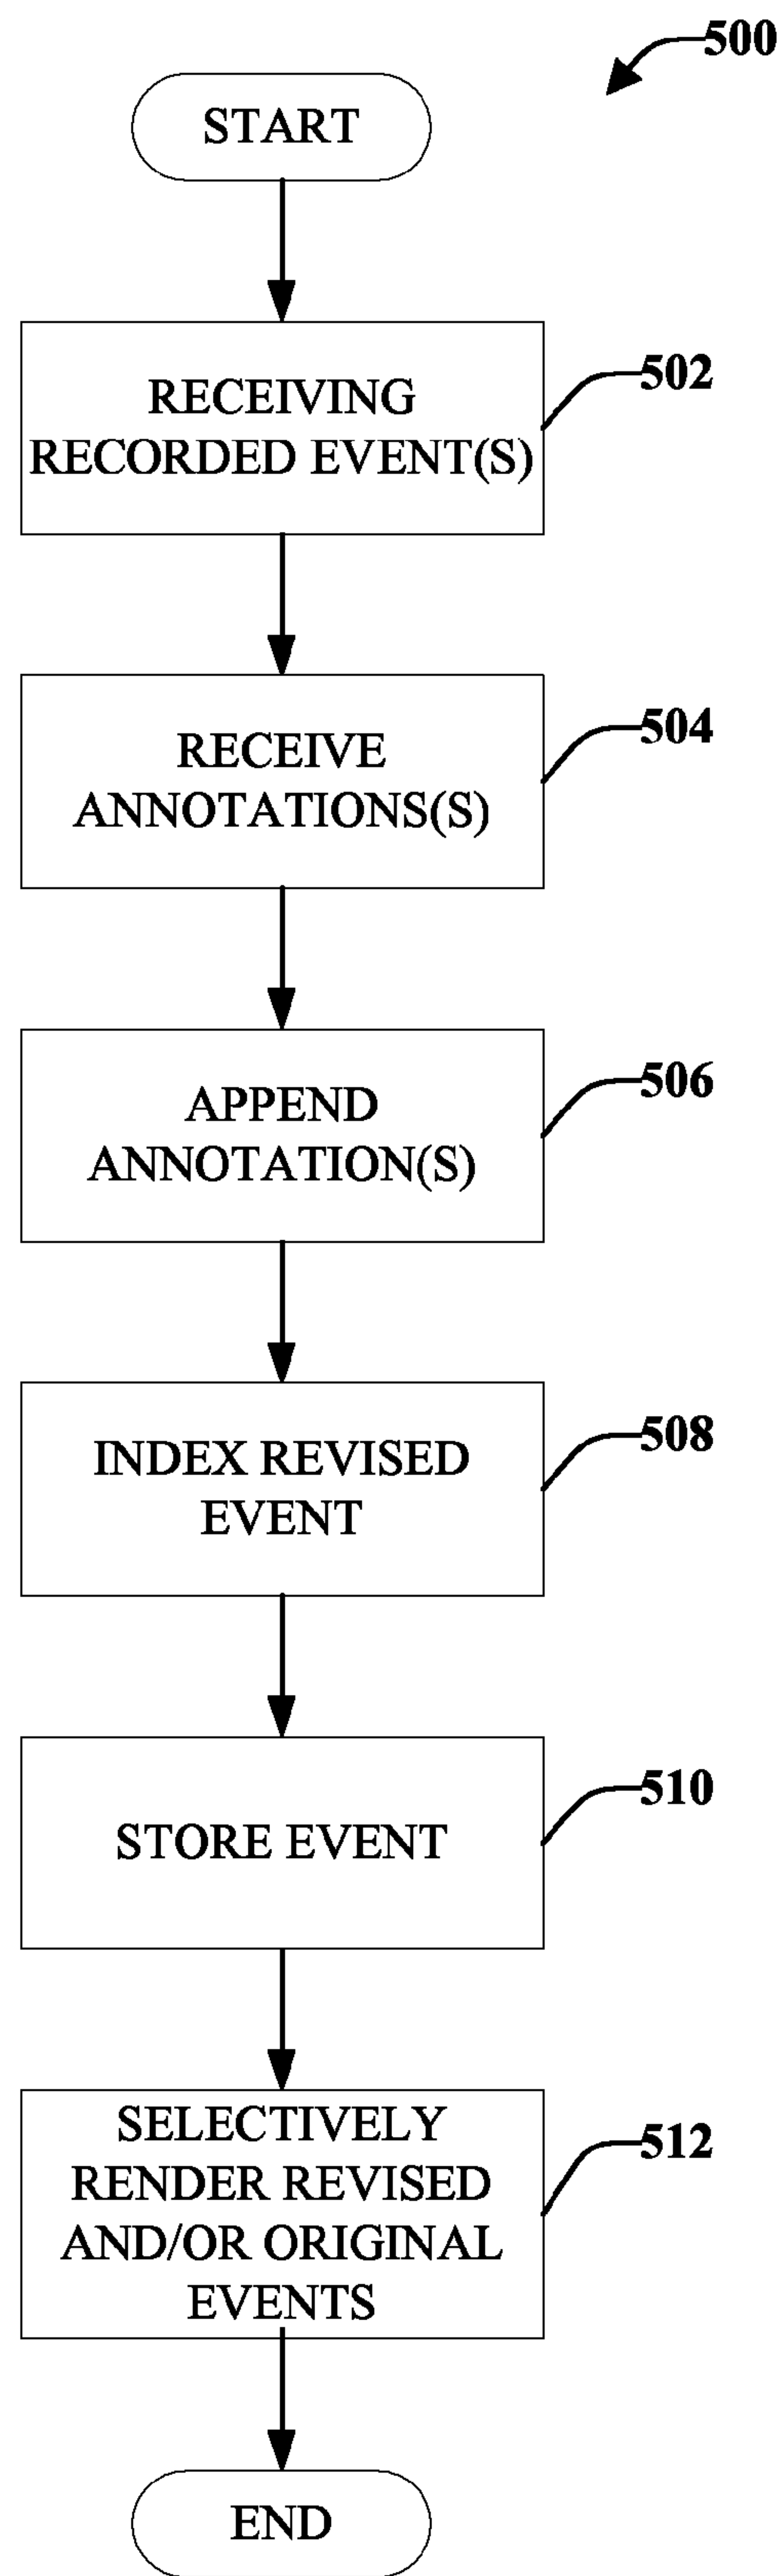 500
START
RECEIVING
RECORDED EVENT(S)
502
RECEIVE
ANNOTATIONS(S)
504
APPEND
ANNOTATION(S)
506
INDEX REVISED
EVENT
508
STORE EVENT
510
SELECTIVELY
RENDER REVISED
AND/OR ORIGINAL
EVENTS
512
END